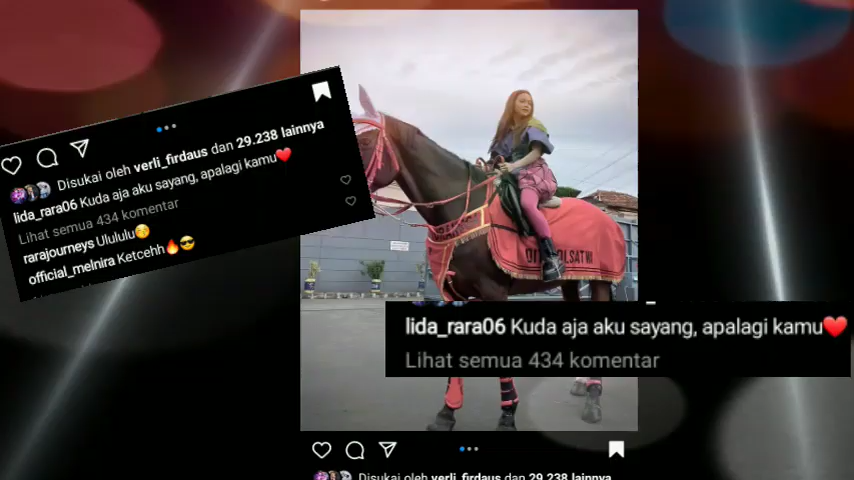 Disukai oleh verli_firdaus dan 29.238 lainnya
lida_rara06 Kuda aja aku sayang, apalagi kamu❤️
Lihat semua 434 komentar
rarajourneys Ulululu😚
official_melnira Ketcehh🔥😎
lida_rara06 Kuda aja aku sayang, apalagi kamu❤️
Lihat semua 434 komentar
Disukai oleh verli_firdaus dan 29.238 lainnya